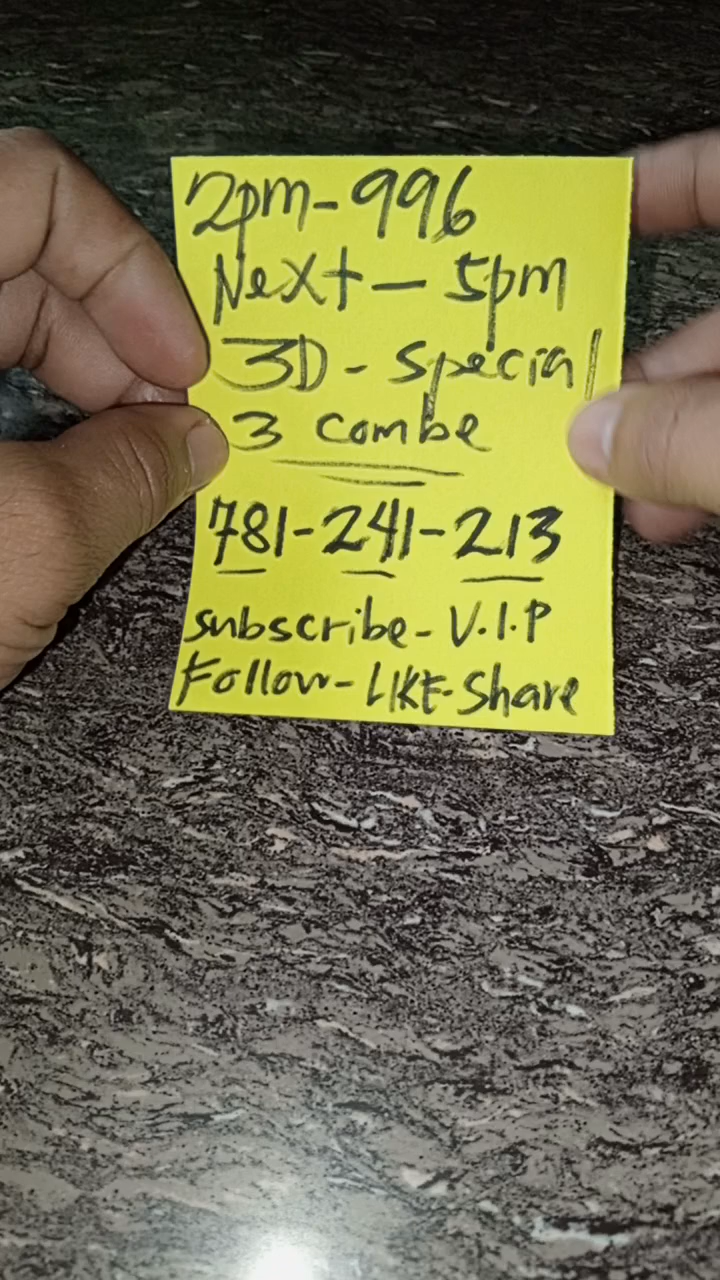 2pm-996
Next-5pm
3D-special
3 combe
781-241-213
subscribe-V.I.P
Follow-LIKE-Share